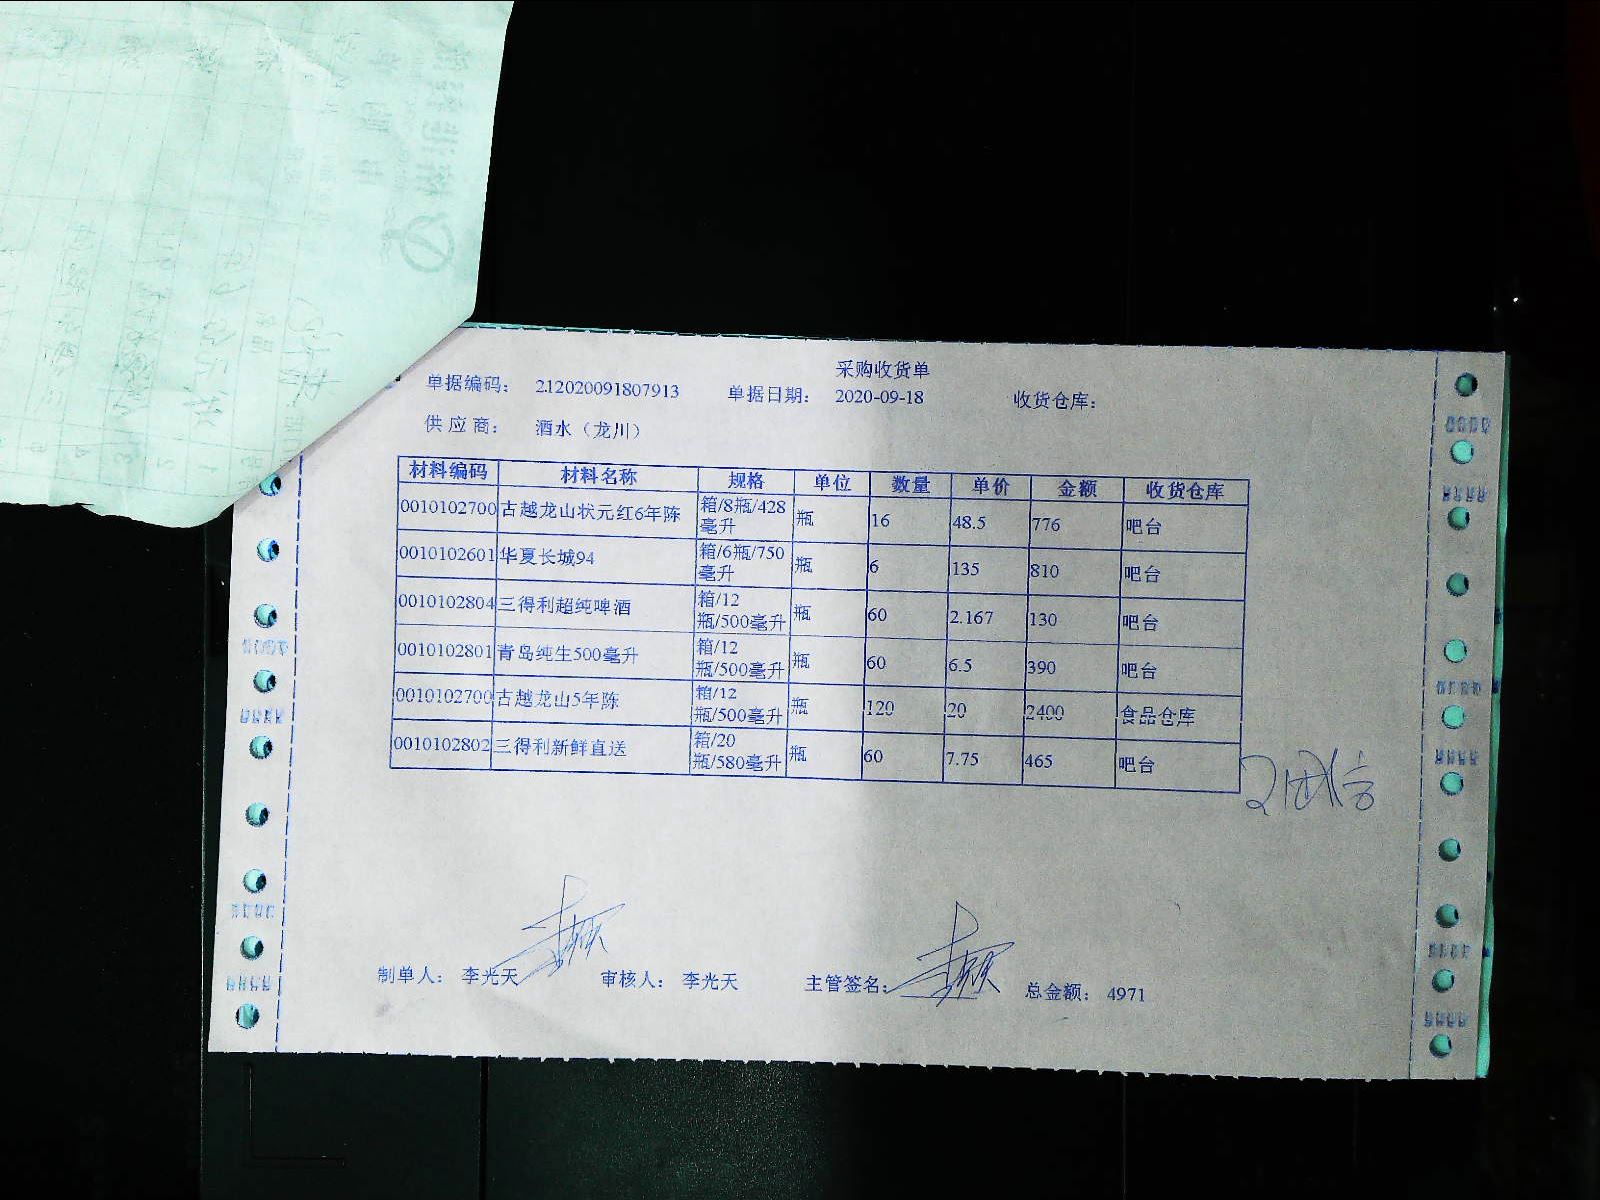 采购收货单
单据编码： 212020091807913 单据日期： 2020-09-18 收货仓库：
供 应 商： 酒水（龙川）
材料编码 材料名称 规格 单位 数量 单价 金额 收货仓库
0010102700 古越龙山状元红6年陈 箱/8瓶/428毫升 瓶 16 48.5 776 吧台
0010102601 华夏长城94 箱/6瓶/750毫升 瓶 6 135 810 吧台
0010102804 三得利超纯啤酒 箱/12瓶/500毫升 瓶 60 2.167 130 吧台
0010102801 青岛纯生500毫升 箱/12瓶/500毫升 瓶 60 6.5 390 吧台
0010102700 古越龙山5年陈 箱/12瓶/500毫升 瓶 120 20 2400 食品仓库
0010102802 三得利新鲜直送 箱/20瓶/580毫升 瓶 60 7.75 465 吧台
制单人： 李光天 审核人： 李光天 主管签名： 总金额： 4971